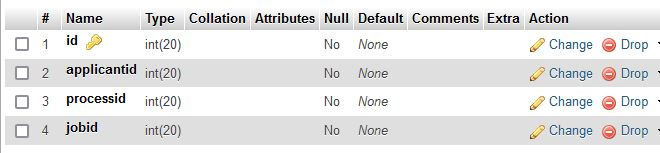 # Name Type Collation Attributes Null Default Comments Extra Action
1 id int(20) No None Change Drop
2 applicantid int(20) No None Change Drop
3 processid int(20) No None Change Drop
4 jobid int(20) No None Change Drop